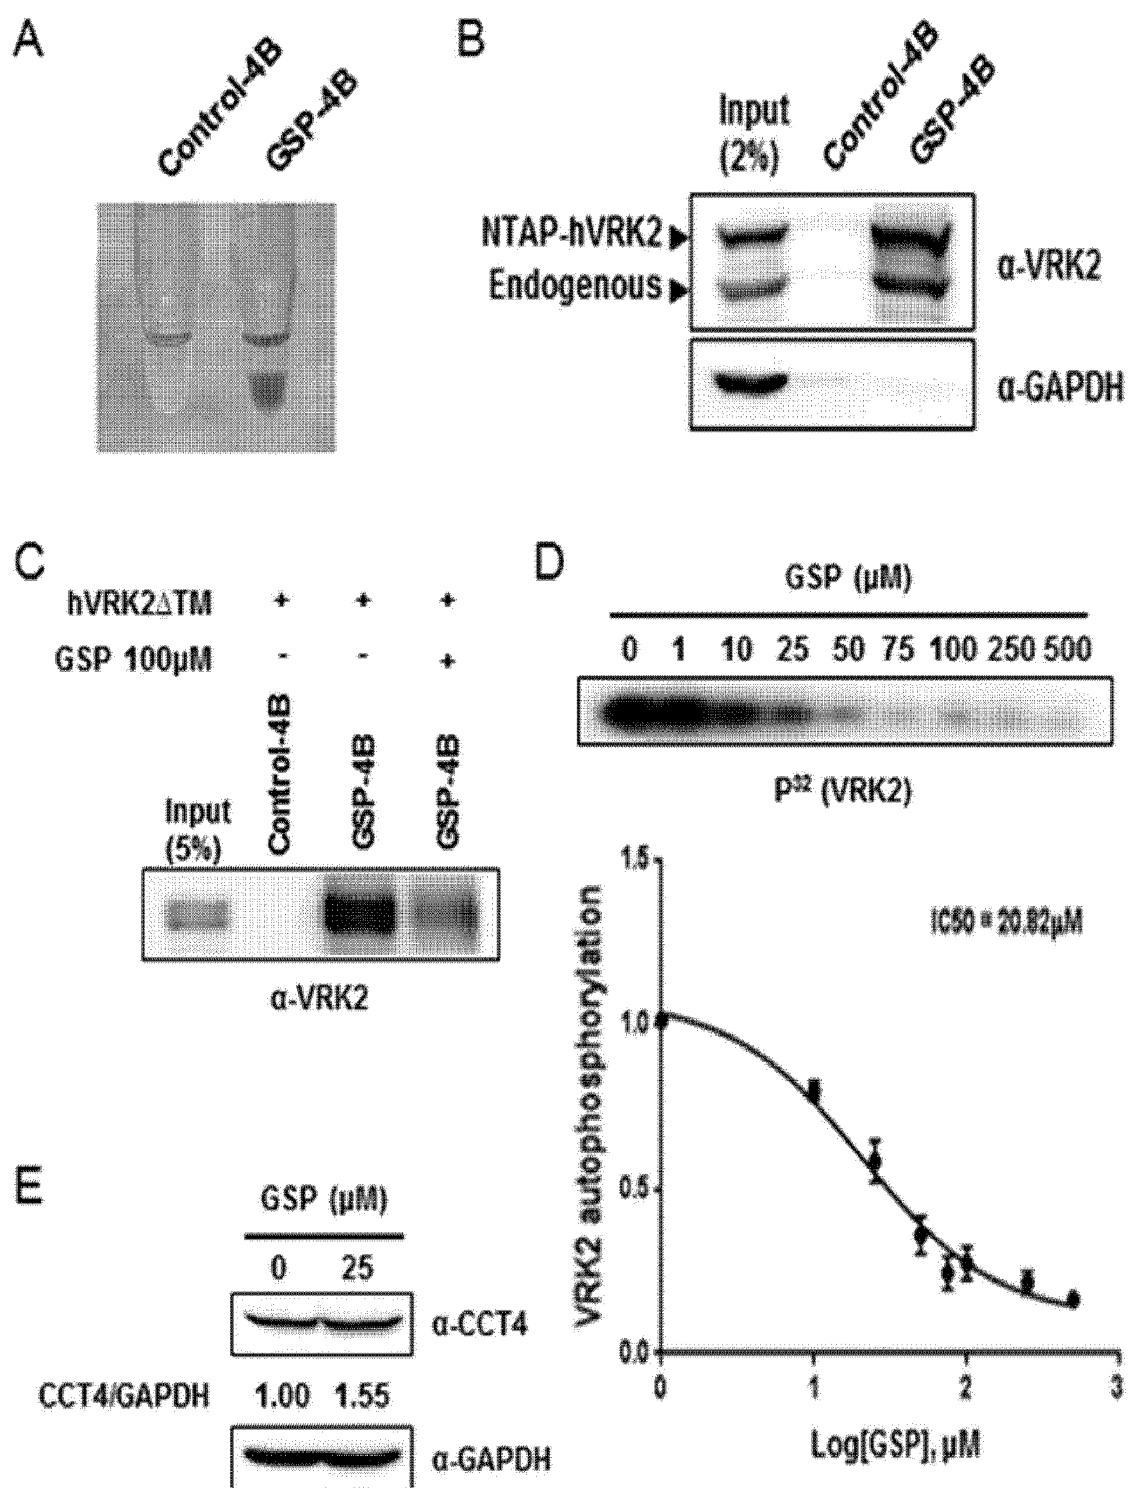 A
Control-4B
GSP-4B
B
Input
(2%)
Control-4B
GSP-4B
NTAP-hVRK2
Endogenous
α-VRK2
α-GAPDH
C
hVRK2ΔTM + + +
GSP 100μM - - +
Input
(5%)
Control-4B
GSP-4B
GSP-4B
α-VRK2
D
GSP (μM)
0 1 10 25 50 75 100 250 500
P³² (VRK2)
1.5
1.0
0.5
0.0
VRK2 autophosphorylation
IC50 = 20.82μM
0 1 2 3
Log[GSP], μM
E
GSP (μM)
0 25
α-CCT4
CCT4/GAPDH 1.00 1.55
α-GAPDH